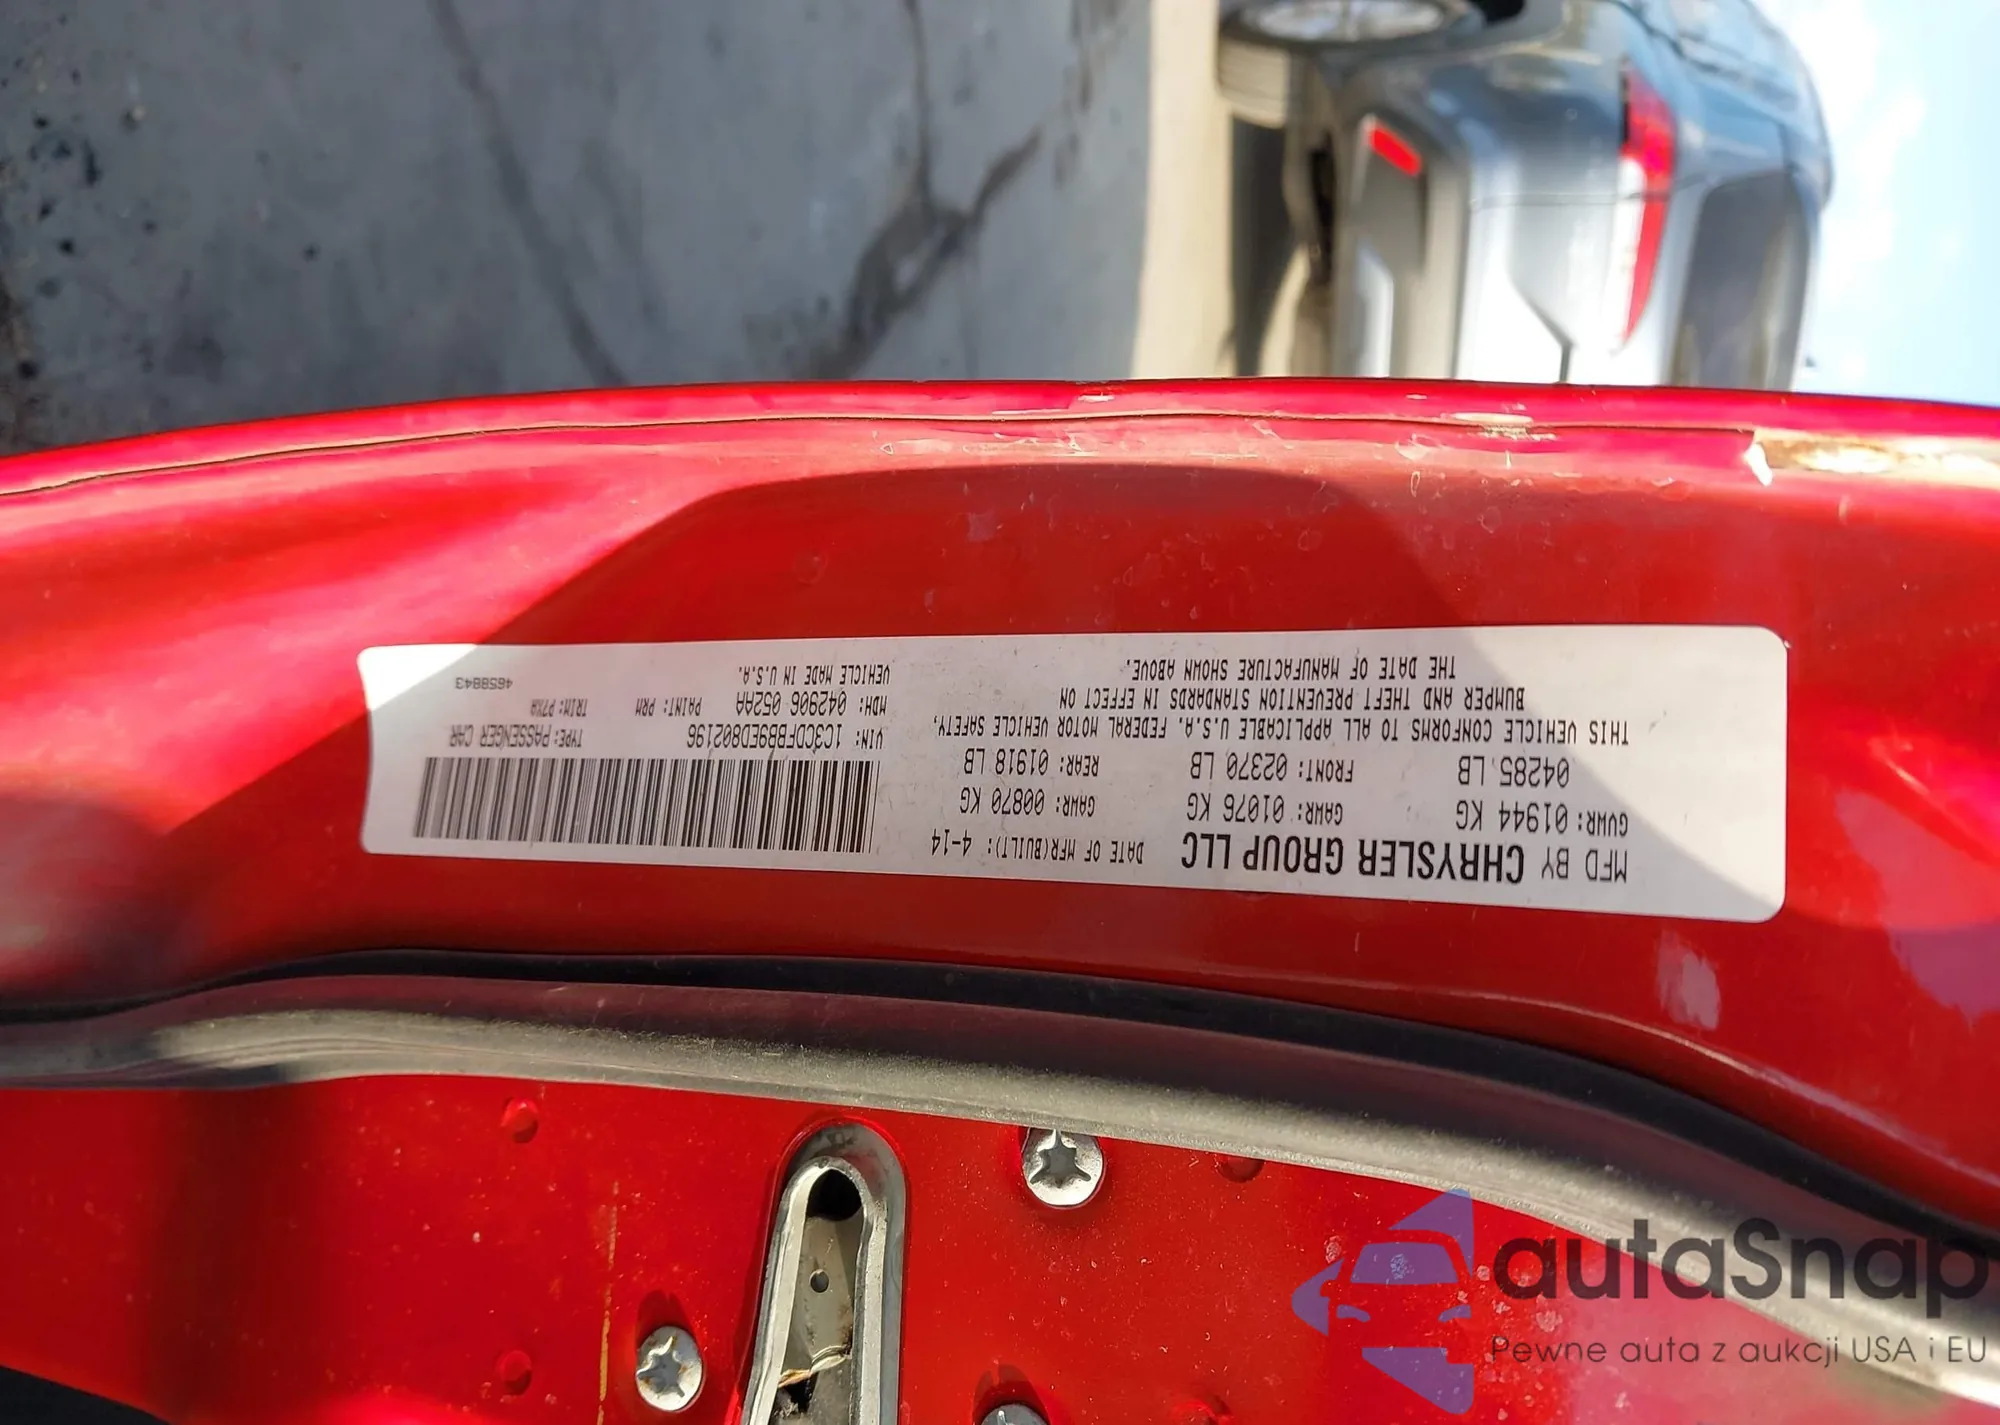 MFD BY CHRYSLER GROUP LLC DATE OF MFR(BUILT): 4-14
GVWR: 01944 KG GAWR: 01076 KG GAWR: 00870 KG
04285 LB FRONT: 02370 LB REAR: 01918 LB
THIS VEHICLE CONFORMS TO ALL APPLICABLE U.S.A. FEDERAL MOTOR VEHICLE SAFETY,
BUMPER AND THEFT PREVENTION STANDARDS IN EFFECT ON
THE DATE OF MANUFACTURE SHOWN ABOVE.
VIN: 1C3CDFBB9ED802196 TYPE: PASSENGER CAR
MDH: 042906 052AA PAINT: PRM TRIM: P7XA
VEHICLE MADE IN U.S.A. 4658843
autaSnap
Pewne auta z aukcji USA i EU